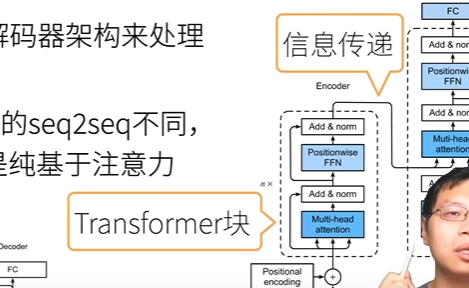 解码器架构来处理
的seq2seq不同，
是纯基于注意力
信息传递
Transformer块
Encoder
Add & norm
Positionwise
FFN
Add & norm
Multi-head
attention
n×
Positional
encoding
FC
Add & norm
Positionwise
FFN
Add & norm
Muti-head
attention
Decoder
FC